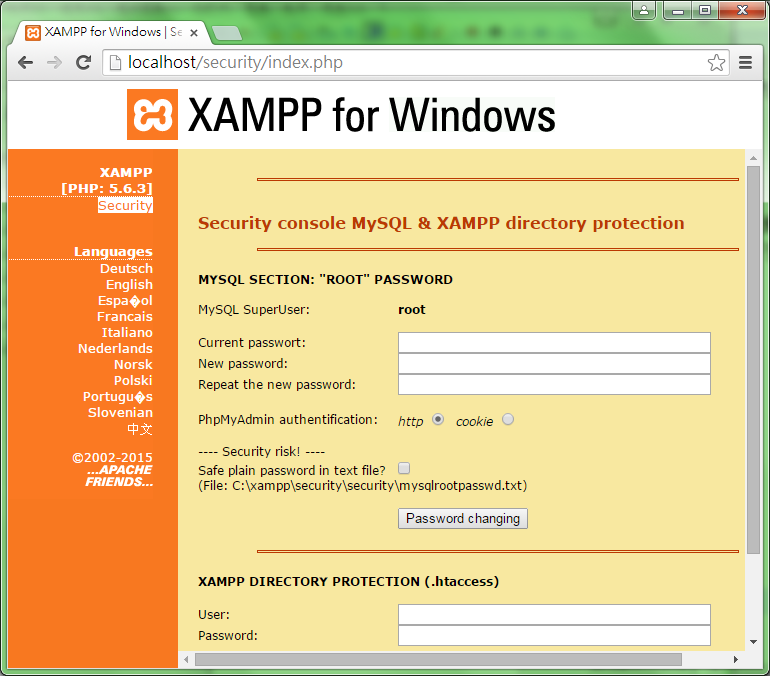 XAMPP for Windows | Se
localhost/security/index.php
XAMPP for Windows
XAMPP
[PHP: 5.6.3]
Security
Languages
Deutsch
English
Espa�ol
Francais
Italiano
Nederlands
Norsk
Polski
Portugu�s
Slovenian
中文
©2002-2015
...APACHE
FRIENDS...
Security console MySQL & XAMPP directory protection
MYSQL SECTION: "ROOT" PASSWORD
MySQL SuperUser: root
Current passwort:
New password:
Repeat the new password:
PhpMyAdmin authentification: http cookie
---- Security risk! ----
Safe plain password in text file?
(File: C:\xampp\security\security\mysqlrootpasswd.txt)
Password changing
XAMPP DIRECTORY PROTECTION (.htaccess)
User:
Password: